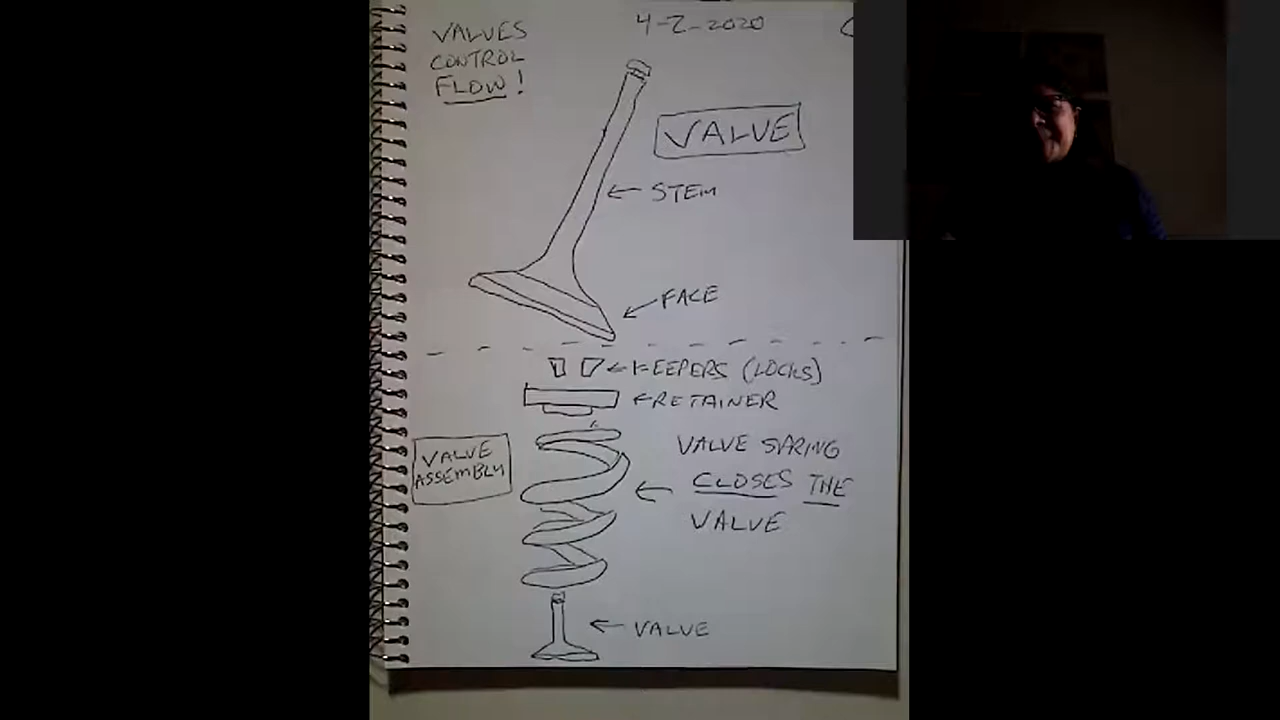 VALVES
CONTROL
FLOW!
4-2-2020
VALVE
STEM
FACE
KEEPERS (LOCKS)
RETAINER
VALVE
ASSEMBLY
VALVE SPRING
CLOSES THE
VALVE
VALVE